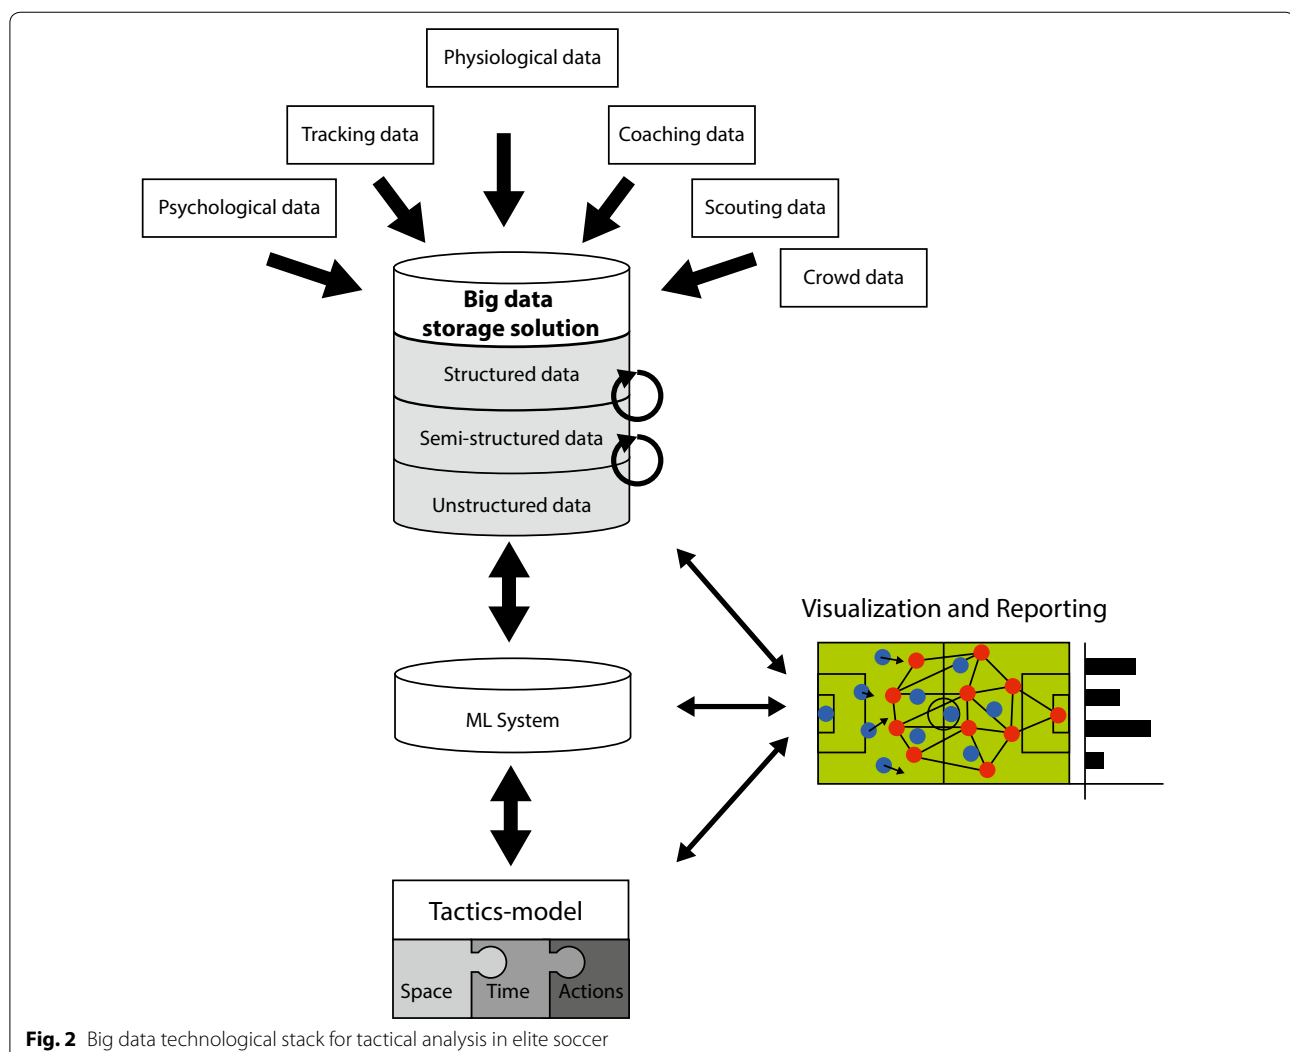 Physiological data
Tracking data
Coaching data
Psychological data
Scouting data
Crowd data
Big data
storage solution
Structured data
Semi-structured data
Unstructured data
Visualization and Reporting
ML System
Tactics-model
Space
Time
Actions
Fig. 2 Big data technological stack for tactical analysis in elite soccer